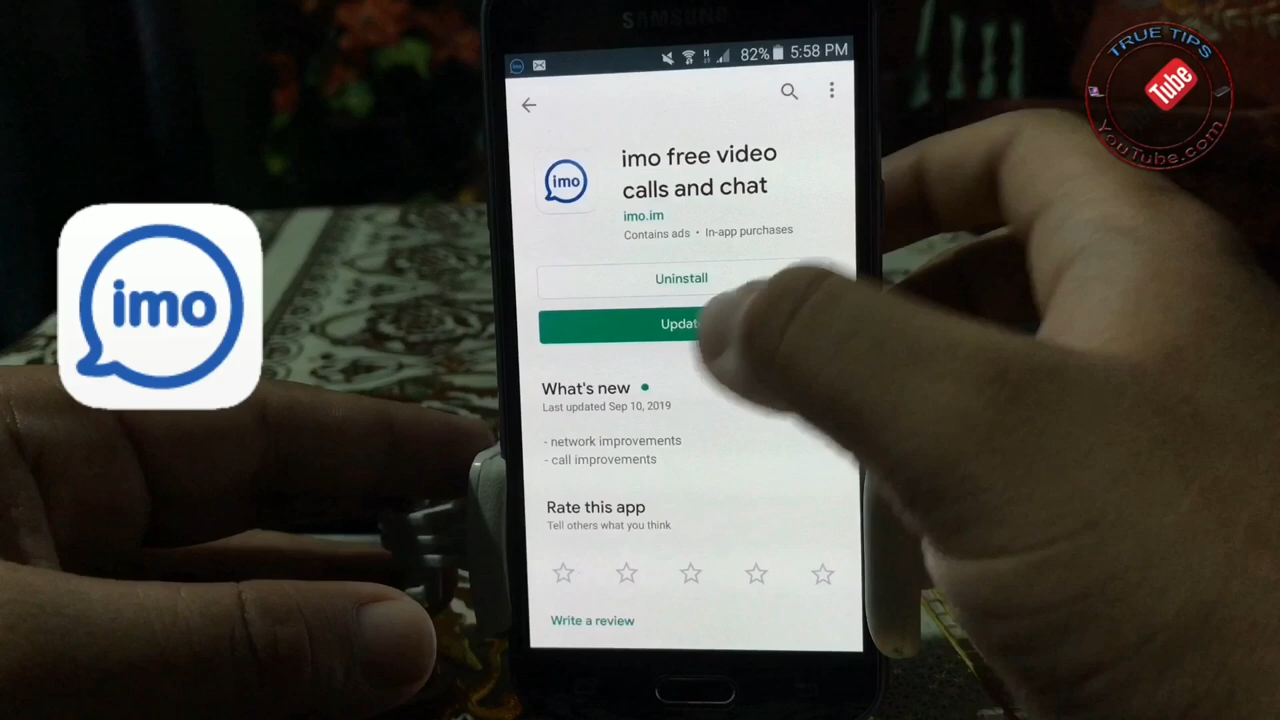 SAMSUNG
82% 5:58 PM
imo free video
calls and chat
imo
imo.im
Contains ads • In-app purchases
Uninstall
Updat
What's new
Last updated Sep 10, 2019
- network improvements
- call improvements
Rate this app
Tell others what you think
Write a review
imo
TRUE TIPS
Tube
YouTube.com